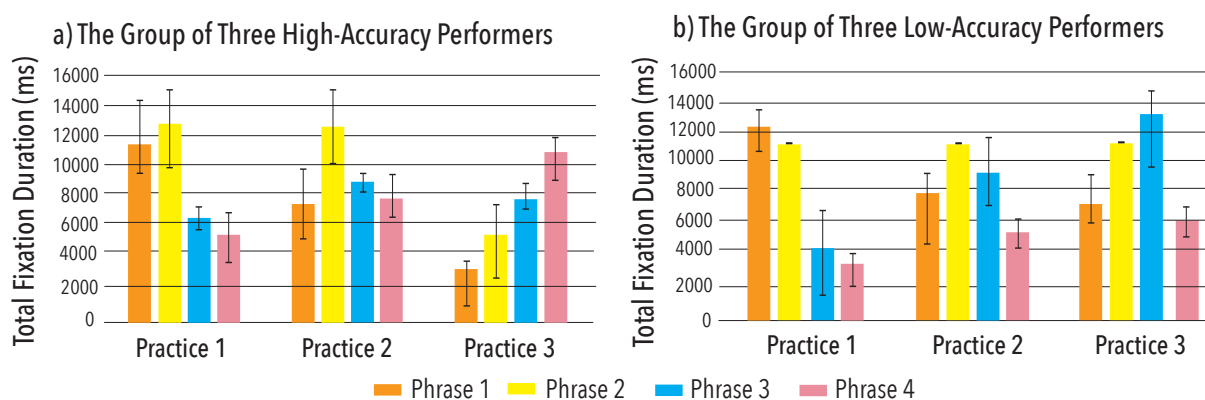 a) The Group of Three High-Accuracy Performers
Total Fixation Duration (ms)
16000
14000
12000
10000
8000
6000
4000
2000
0
Practice 1
Practice 2
Practice 3
b) The Group of Three Low-Accuracy Performers
Total Fixation Duration (ms)
16000
14000
12000
10000
8000
6000
4000
2000
0
Practice 1
Practice 2
Practice 3
Phrase 1
Phrase 2
Phrase 3
Phrase 4